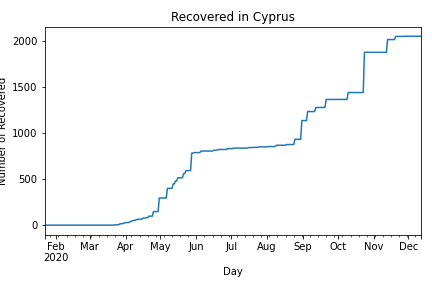 Recovered in Cyprus
Number of Recovered
2000
1500
1000
500
0
Feb Mar Apr May Jun Jul Aug Sep Oct Nov Dec
2020
Day